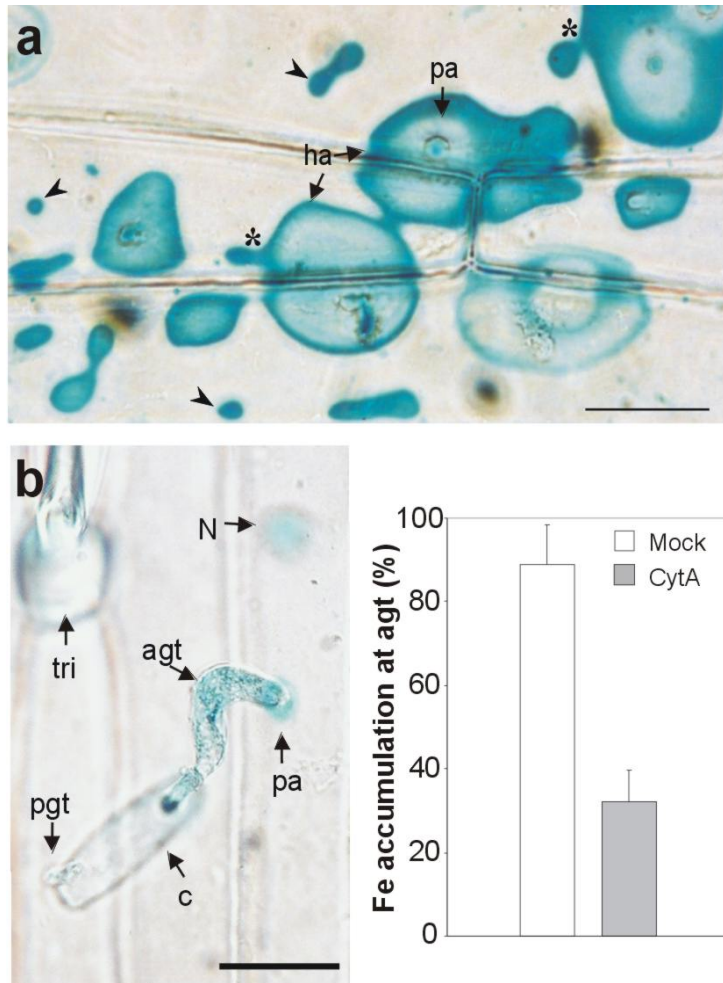 a
*
pa
ha
*
b
N
tri
agt
pa
pgt
c
Fe accumulation at agt (%)
100
80
60
40
20
0
Mock
CytA